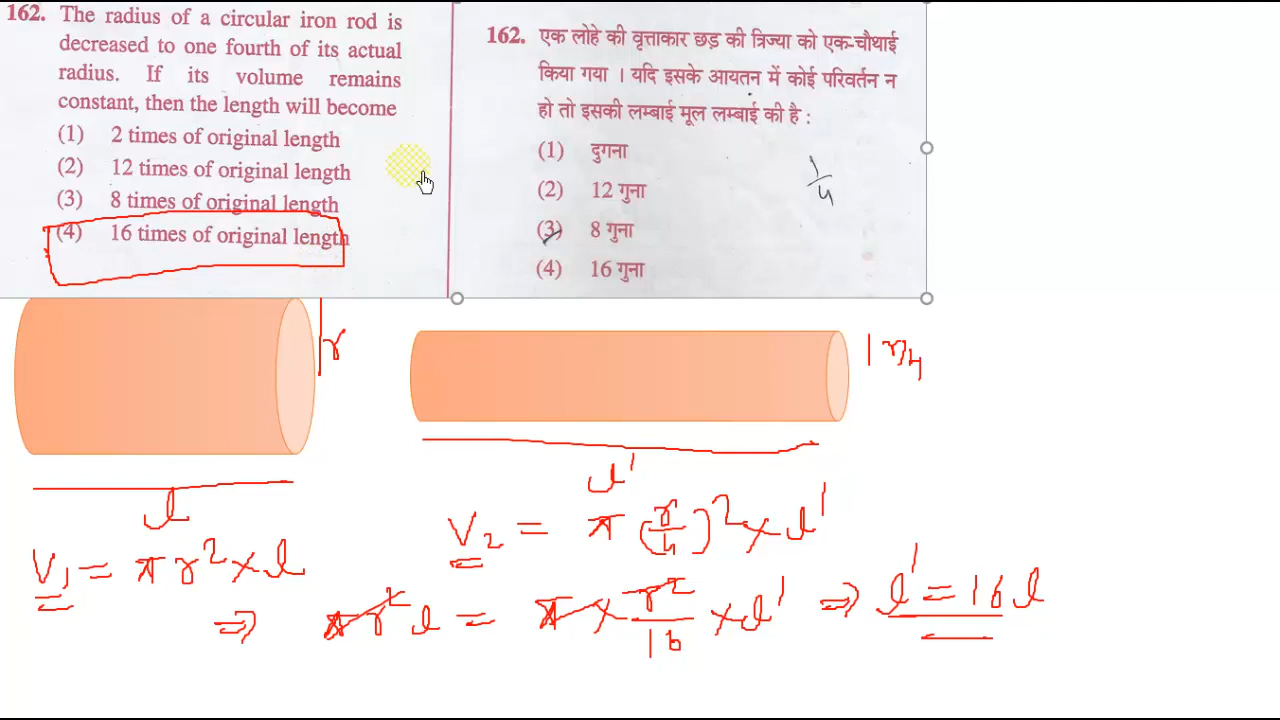 162. The radius of a circular iron rod is
decreased to one fourth of its actual
radius. If its volume remains
constant, then the length will become
(1) 2 times of original length
(2) 12 times of original length
(3) 8 times of original length
(4) 16 times of original length
162. एक लोहे की वृत्ताकार छड़ की त्रिज्या को एक-चौथाई
किया गया । यदि इसके आयतन में कोई परिवर्तन न
हो तो इसकी लम्बाई मूल लम्बाई की है :
(1) दुगना
(2) 12 गुना
(3) 8 गुना
(4) 16 गुना
1/4
r
r/4
l
l'
V₁ = πr² × l
V₂ = π (r/4)² × l'
⇒ πr² l = π × r²/16 × l' ⇒ l' = 16 l